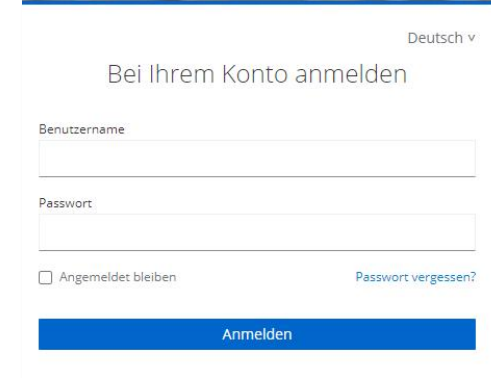 Deutsch
Bei Ihrem Konto anmelden
Benutzername
Passwort
Angemeldet bleiben Passwort vergessen?
Anmelden